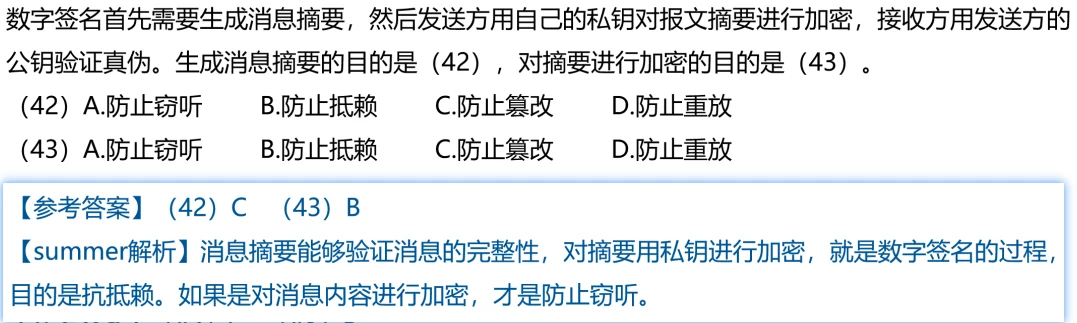 数字签名首先需要生成消息摘要，然后发送方用自己的私钥对报文摘要进行加密，接收方用发送方的
公钥验证真伪。生成消息摘要的目的是（42），对摘要进行加密的目的是（43）。
（42）A.防止窃听 B.防止抵赖 C.防止篡改 D.防止重放
（43）A.防止窃听 B.防止抵赖 C.防止篡改 D.防止重放
【参考答案】（42）C （43）B
【summer解析】消息摘要能够验证消息的完整性，对摘要用私钥进行加密，就是数字签名的过程，
目的是抗抵赖。如果是对消息内容进行加密，才是防止窃听。